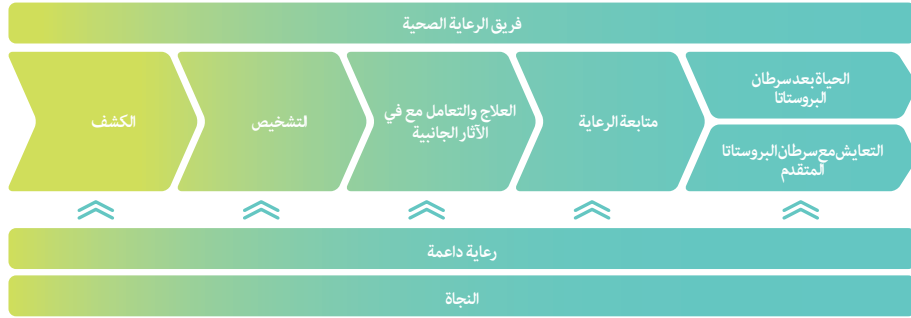 فريق الرعاية الصحية
الكشف
التشخيص
العلاج والتعامل مع في
الآثار الجانبية
متابعة الرعاية
الحياة بعد سرطان
البروستاتا
التعايش مع سرطان البروستاتا
المتقدم
رعاية داعمة
النجاة